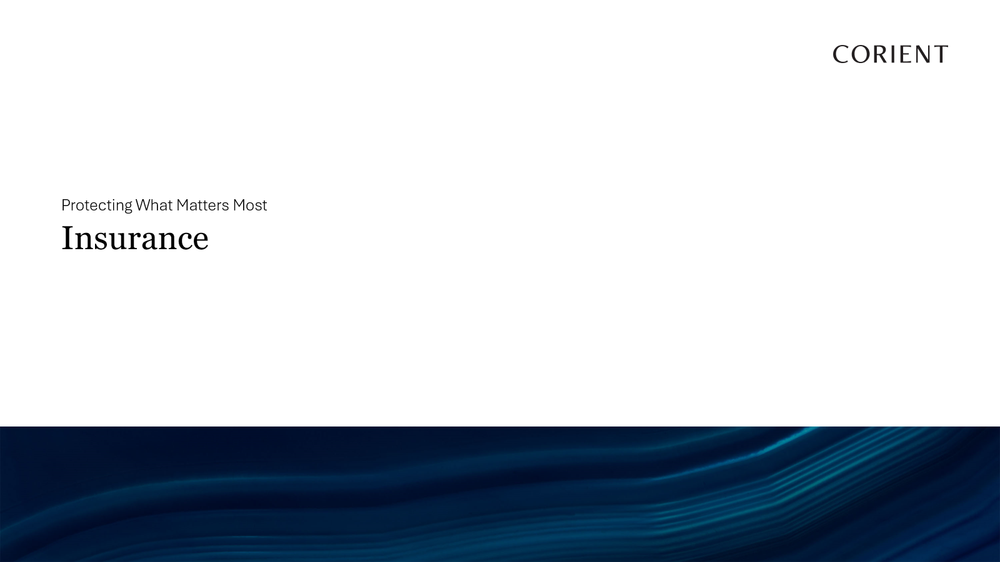 CORIENT
Protecting What Matters Most
Insurance